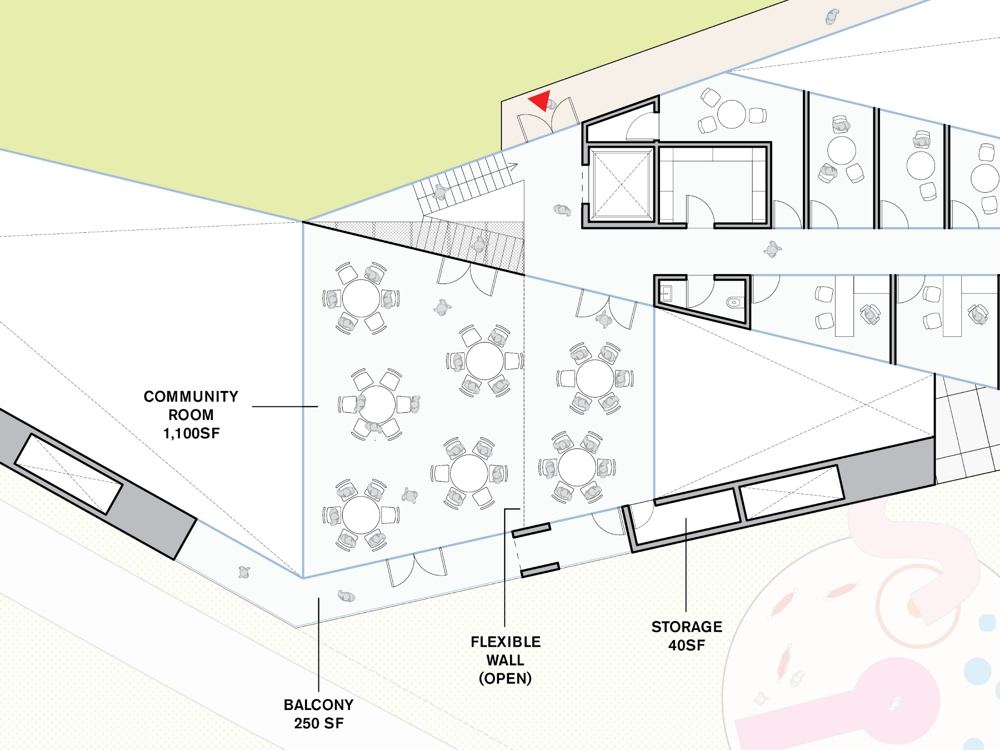 COMMUNITY
ROOM
1,100SF
FLEXIBLE
WALL
(OPEN)
STORAGE
40SF
BALCONY
250 SF